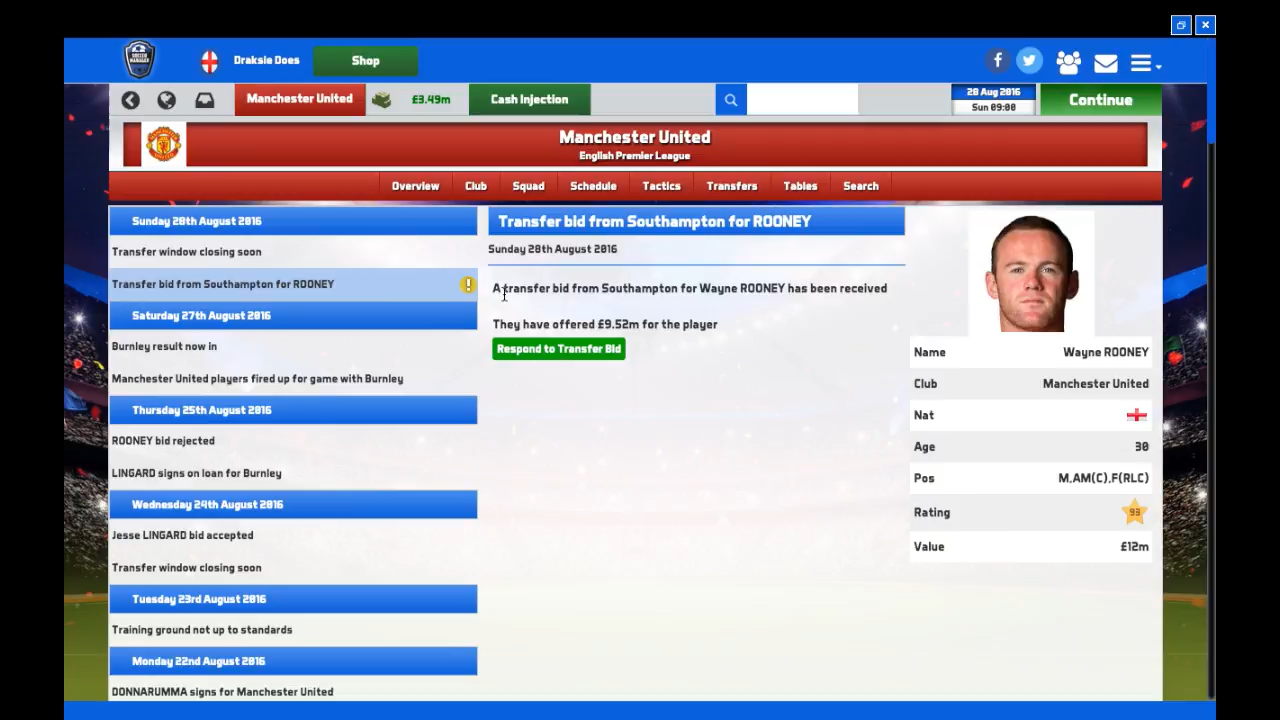 Draksie Does
Shop
Manchester United
£3.49m
Cash Injection
28 Aug 2016
Sun 09:00
Continue
Manchester United
English Premier League
Overview
Club
Squad
Schedule
Tactics
Transfers
Tables
Search
Sunday 28th August 2016
Transfer window closing soon
Transfer bid from Southampton for ROONEY
Saturday 27th August 2016
Burnley result now in
Manchester United players fired up for game with Burnley
Thursday 25th August 2016
ROONEY bid rejected
LINGARD signs on loan for Burnley
Wednesday 24th August 2016
Jesse LINGARD bid accepted
Transfer window closing soon
Tuesday 23rd August 2016
Training ground not up to standards
Monday 22nd August 2016
DONNARUMMA signs for Manchester United
Transfer bid from Southampton for ROONEY
Sunday 28th August 2016
A transfer bid from Southampton for Wayne ROONEY has been received
They have offered £9.52m for the player
Respond to Transfer Bid
Name Wayne ROONEY
Club Manchester United
Nat
Age 30
Pos M,AM(C),F(RLC)
Rating 93
Value £12m